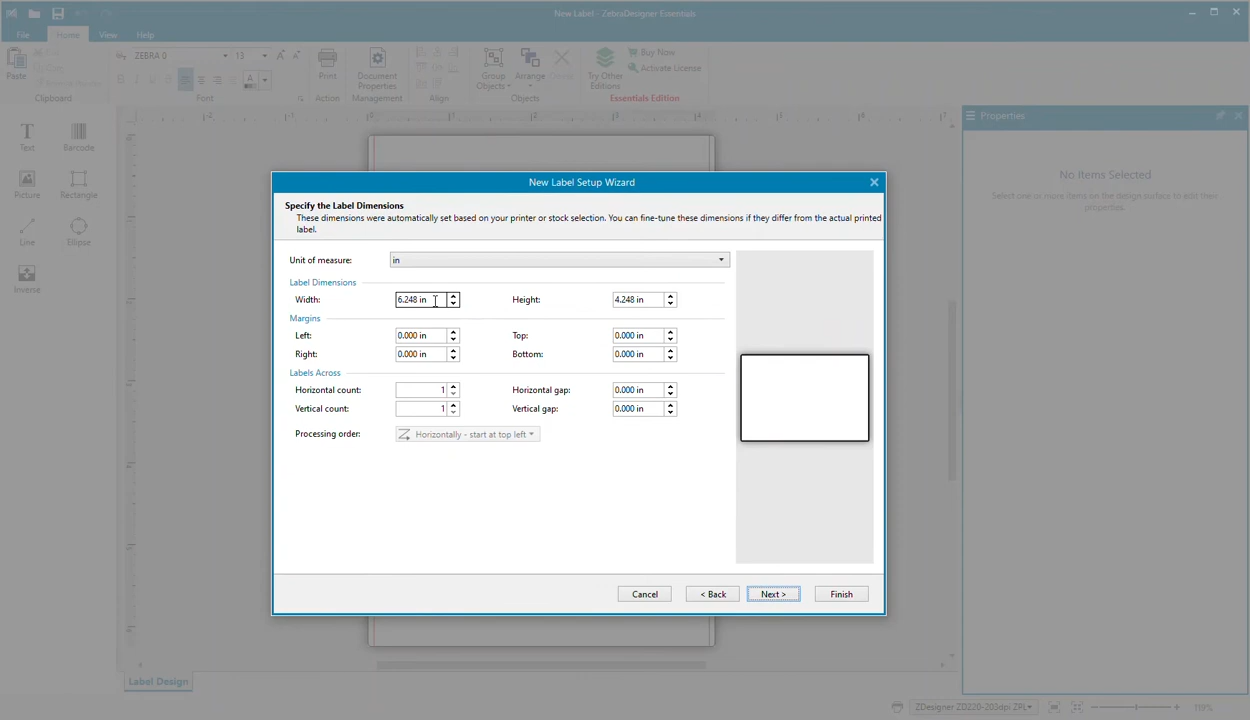 New Label - ZebraDesigner Essentials
File Home View Help
ZEBRA 0 13
Paste
Print
Document
Properties
Group
Objects
Arrange
Try Other
Editions
Buy Now
Activate License
Clipboard Font Action Management Align Objects Essentials Edition
Text Barcode
Picture Rectangle
Line Ellipse
Inverse
Properties
No Items Selected
Select one or more items on the design surface to edit their
properties.
New Label Setup Wizard
Specify the Label Dimensions
These dimensions were automatically set based on your printer or stock selection. You can fine-tune these dimensions if they differ from the actual printed
label.
Unit of measure: in
Label Dimensions
Width: 6.248 in Height: 4.248 in
Margins
Left: 0.000 in Top: 0.000 in
Right: 0.000 in Bottom: 0.000 in
Labels Across
Horizontal count: 1 Horizontal gap: 0.000 in
Vertical count: 1 Vertical gap: 0.000 in
Processing order: Horizontally - start at top left
Cancel < Back Next > Finish
Label Design
ZDesigner ZD220-203dpi ZPL